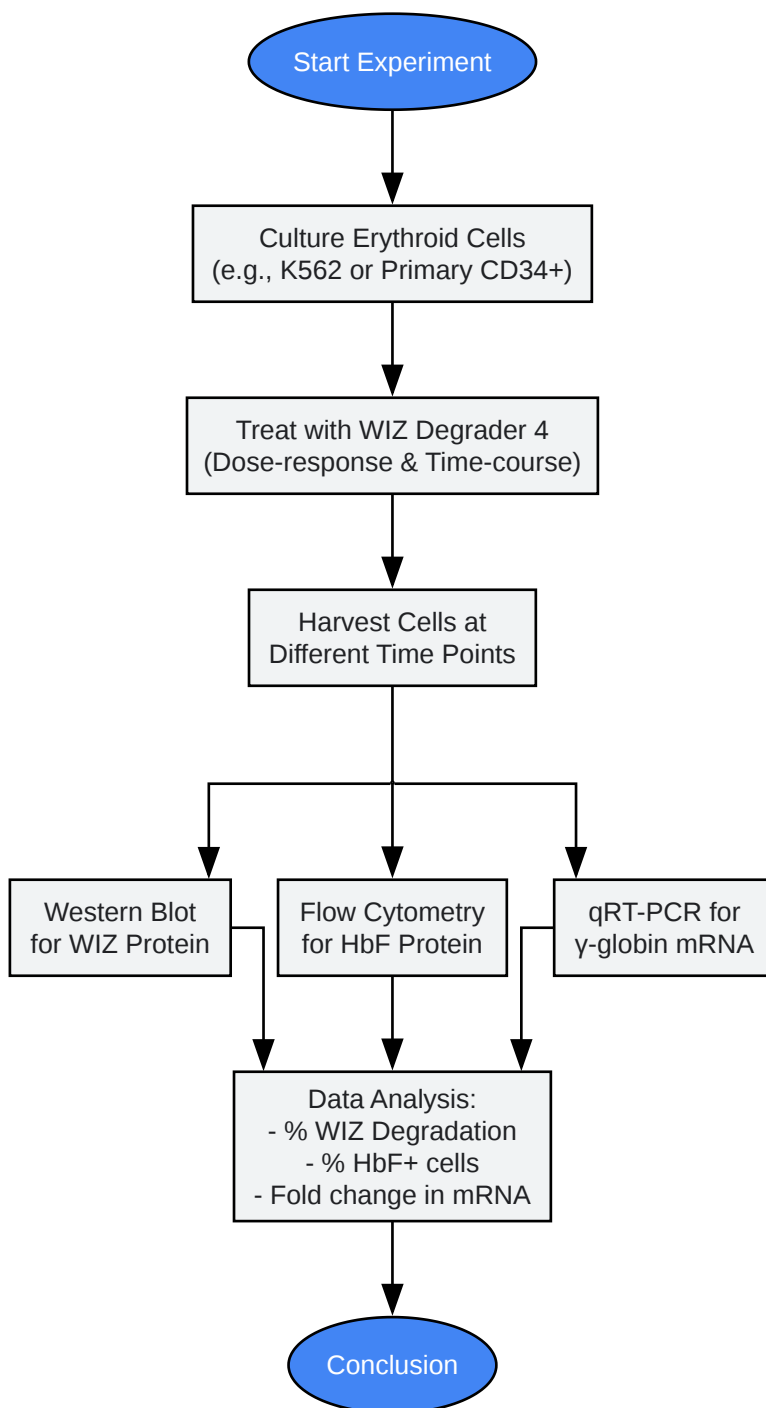 Start Experiment
Culture Erythroid Cells
(e.g., K562 or Primary CD34+)
Treat with WIZ Degrader 4
(Dose-response & Time-course)
Harvest Cells at
Different Time Points
Western Blot
for WIZ Protein
Flow Cytometry
for HbF Protein
qRT-PCR for
γ-globin mRNA
Data Analysis:
- % WIZ Degradation
- % HbF+ cells
- Fold change in mRNA
Conclusion